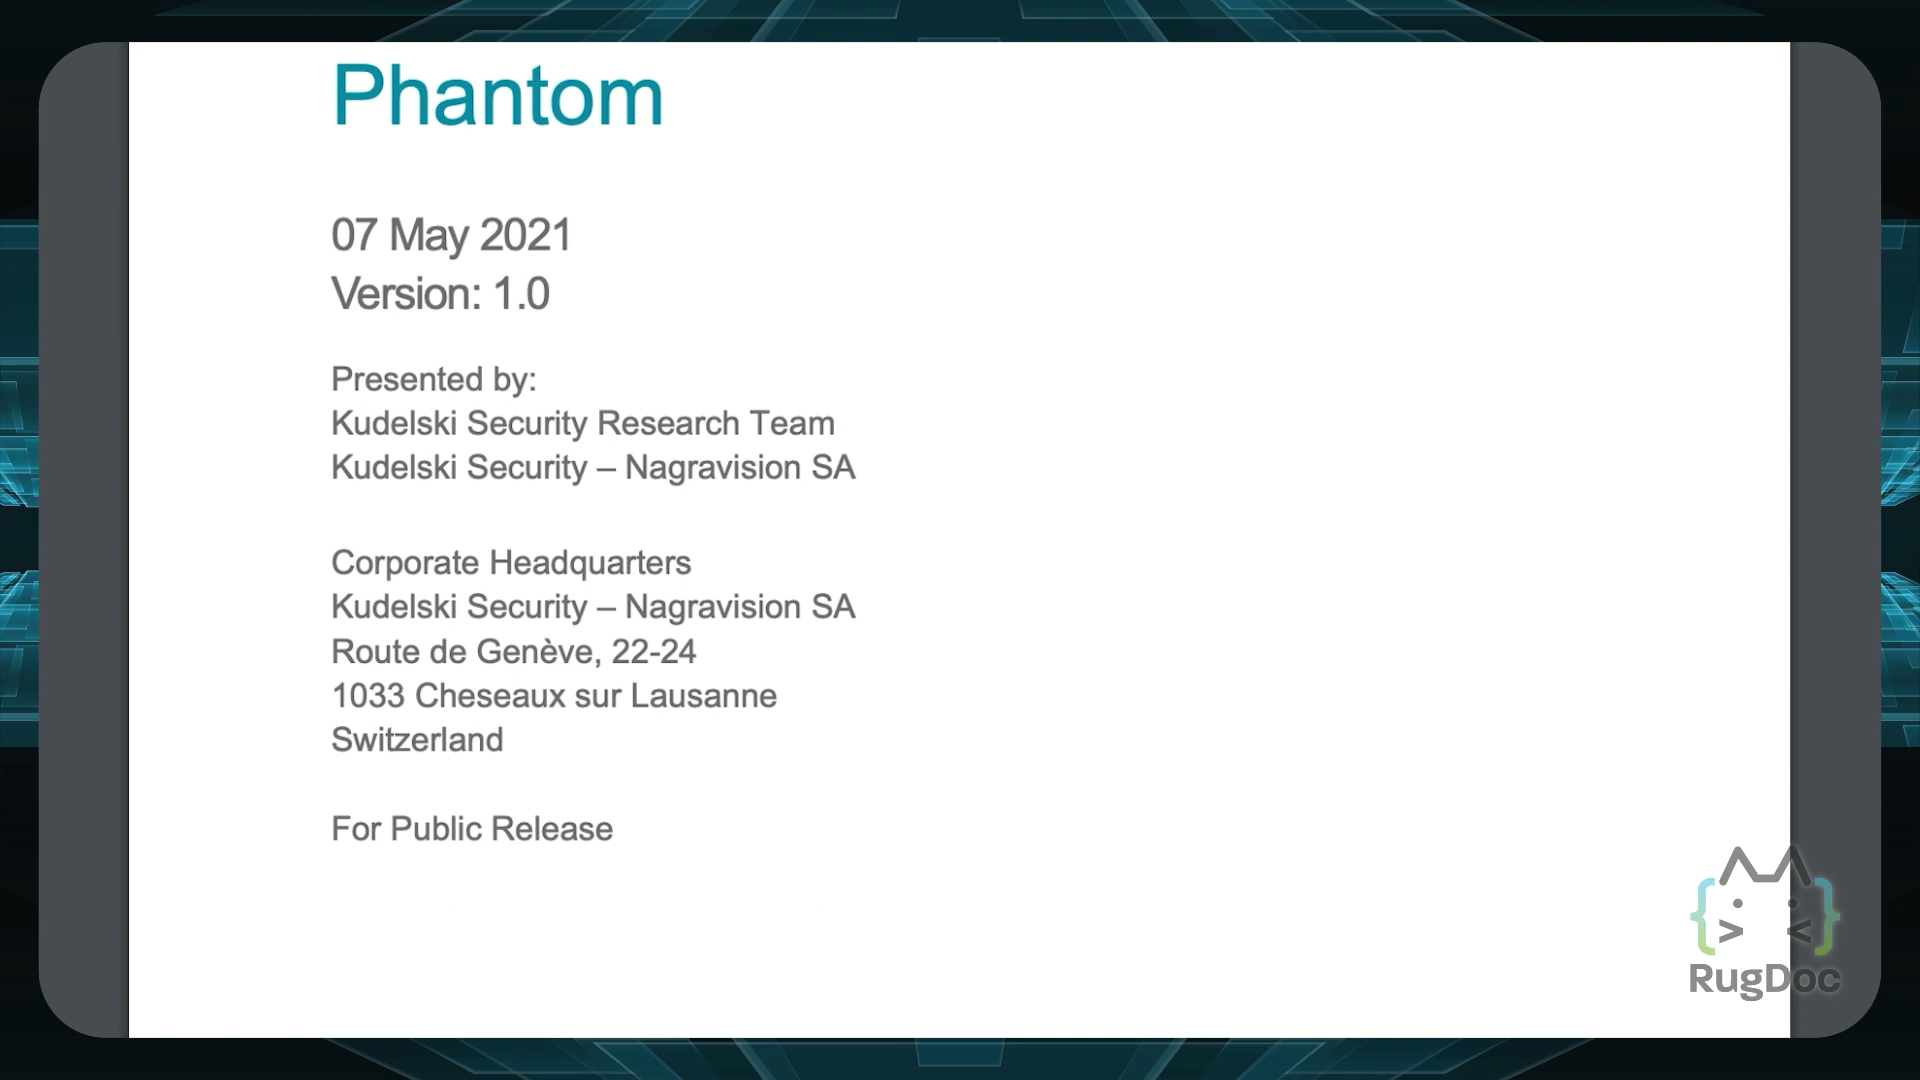 Phantom
07 May 2021
Version: 1.0
Presented by:
Kudelski Security Research Team
Kudelski Security – Nagravision SA
Corporate Headquarters
Kudelski Security – Nagravision SA
Route de Genève, 22-24
1033 Cheseaux sur Lausanne
Switzerland
For Public Release
RugDoc